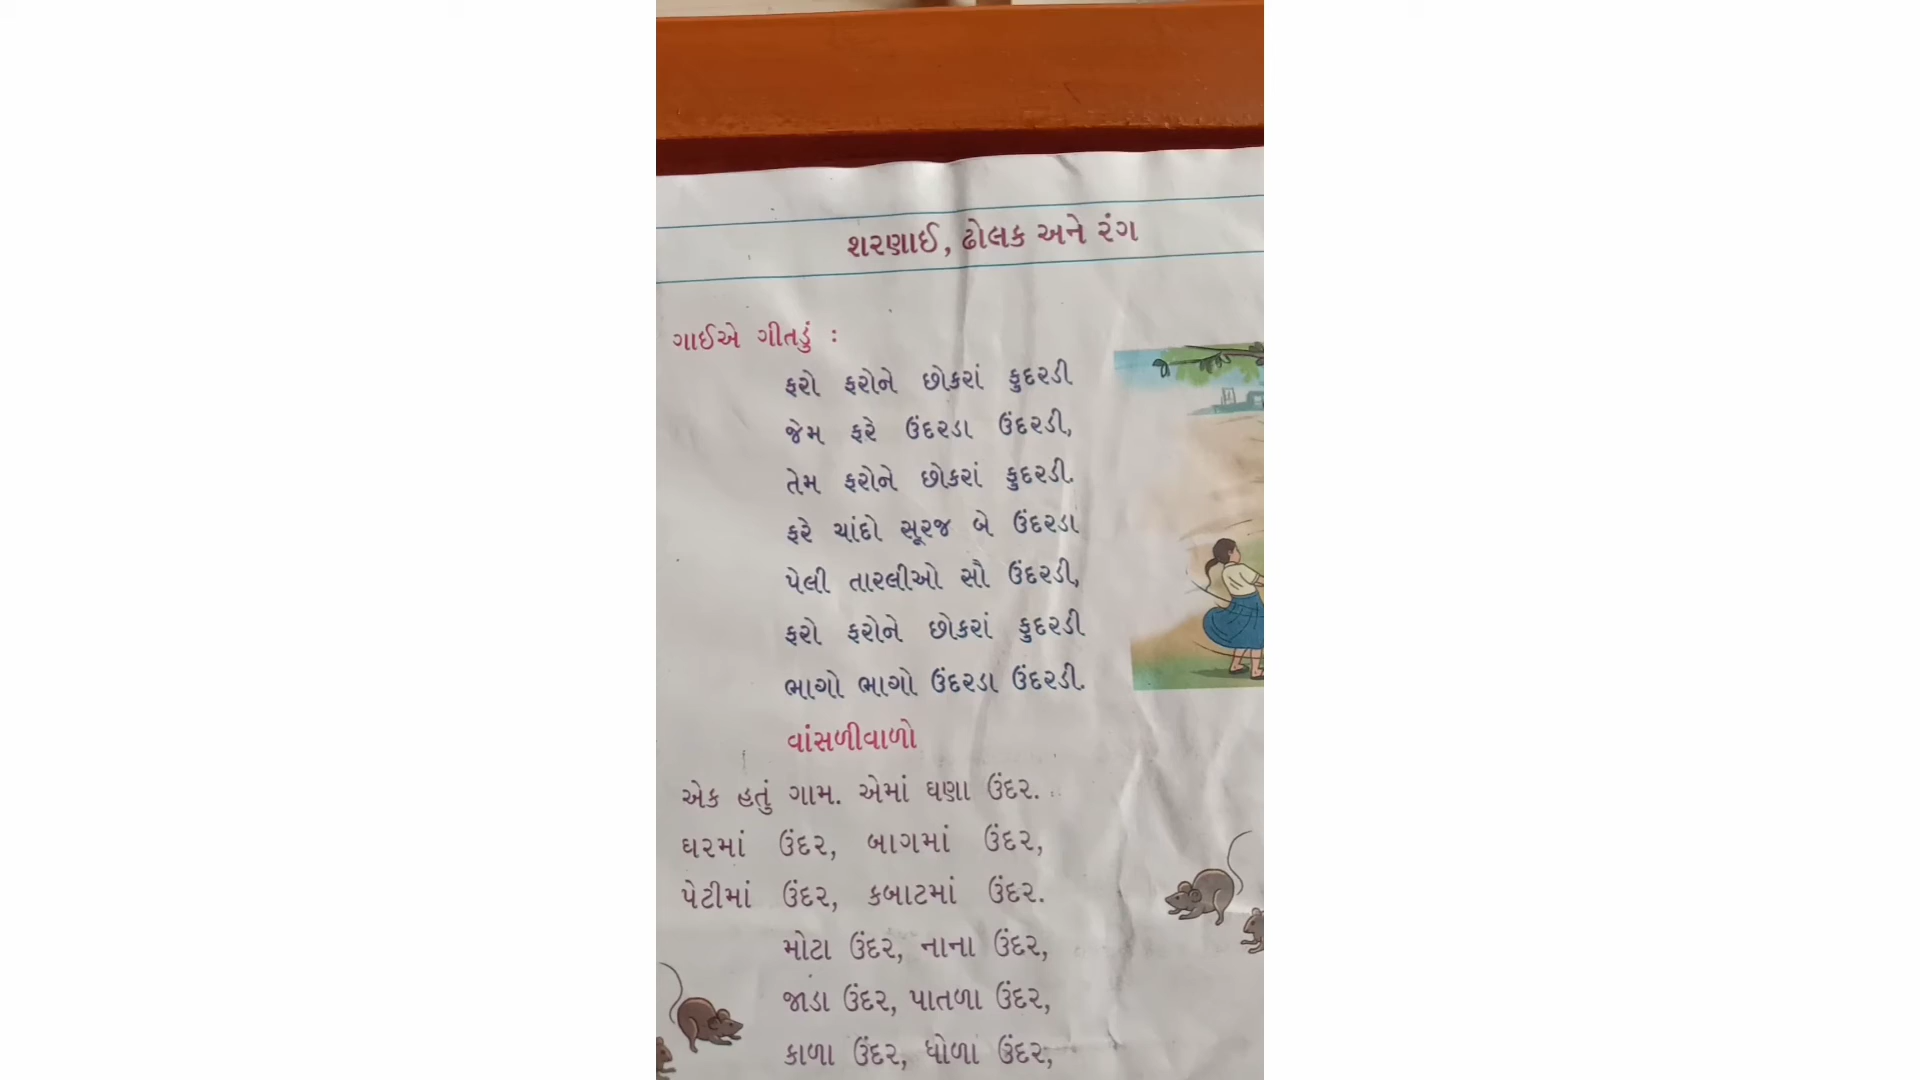 શરણાઈ, ઢોલક અને રંગ
ગાઈએ ગીતડું :
ફરો ફરોને છોકરાં ફુદરડી
જેમ ફરે ઉંદરડા ઉંદરડી,
તેમ ફરોને છોકરાં ફુદરડી.
ફરે ચાંદો સૂરજ બે ઉંદરડા
પેલી તારલીઓ સૌ ઉંદરડી,
ફરો ફરોને છોકરાં ફુદરડી
ભાગો ભાગો ઉંદરડા ઉંદરડી.
વાંસળીવાળો
એક હતું ગામ. એમાં ઘણા ઉંદર.
ઘરમાં ઉંદર, બાગમાં ઉંદર,
પેટીમાં ઉંદર, કબાટમાં ઉંદર.
મોટા ઉંદર, નાના ઉંદર,
જાડા ઉંદર, પાતળા ઉંદર,
કાળા ઉંદર, ધોળા ઉંદર,